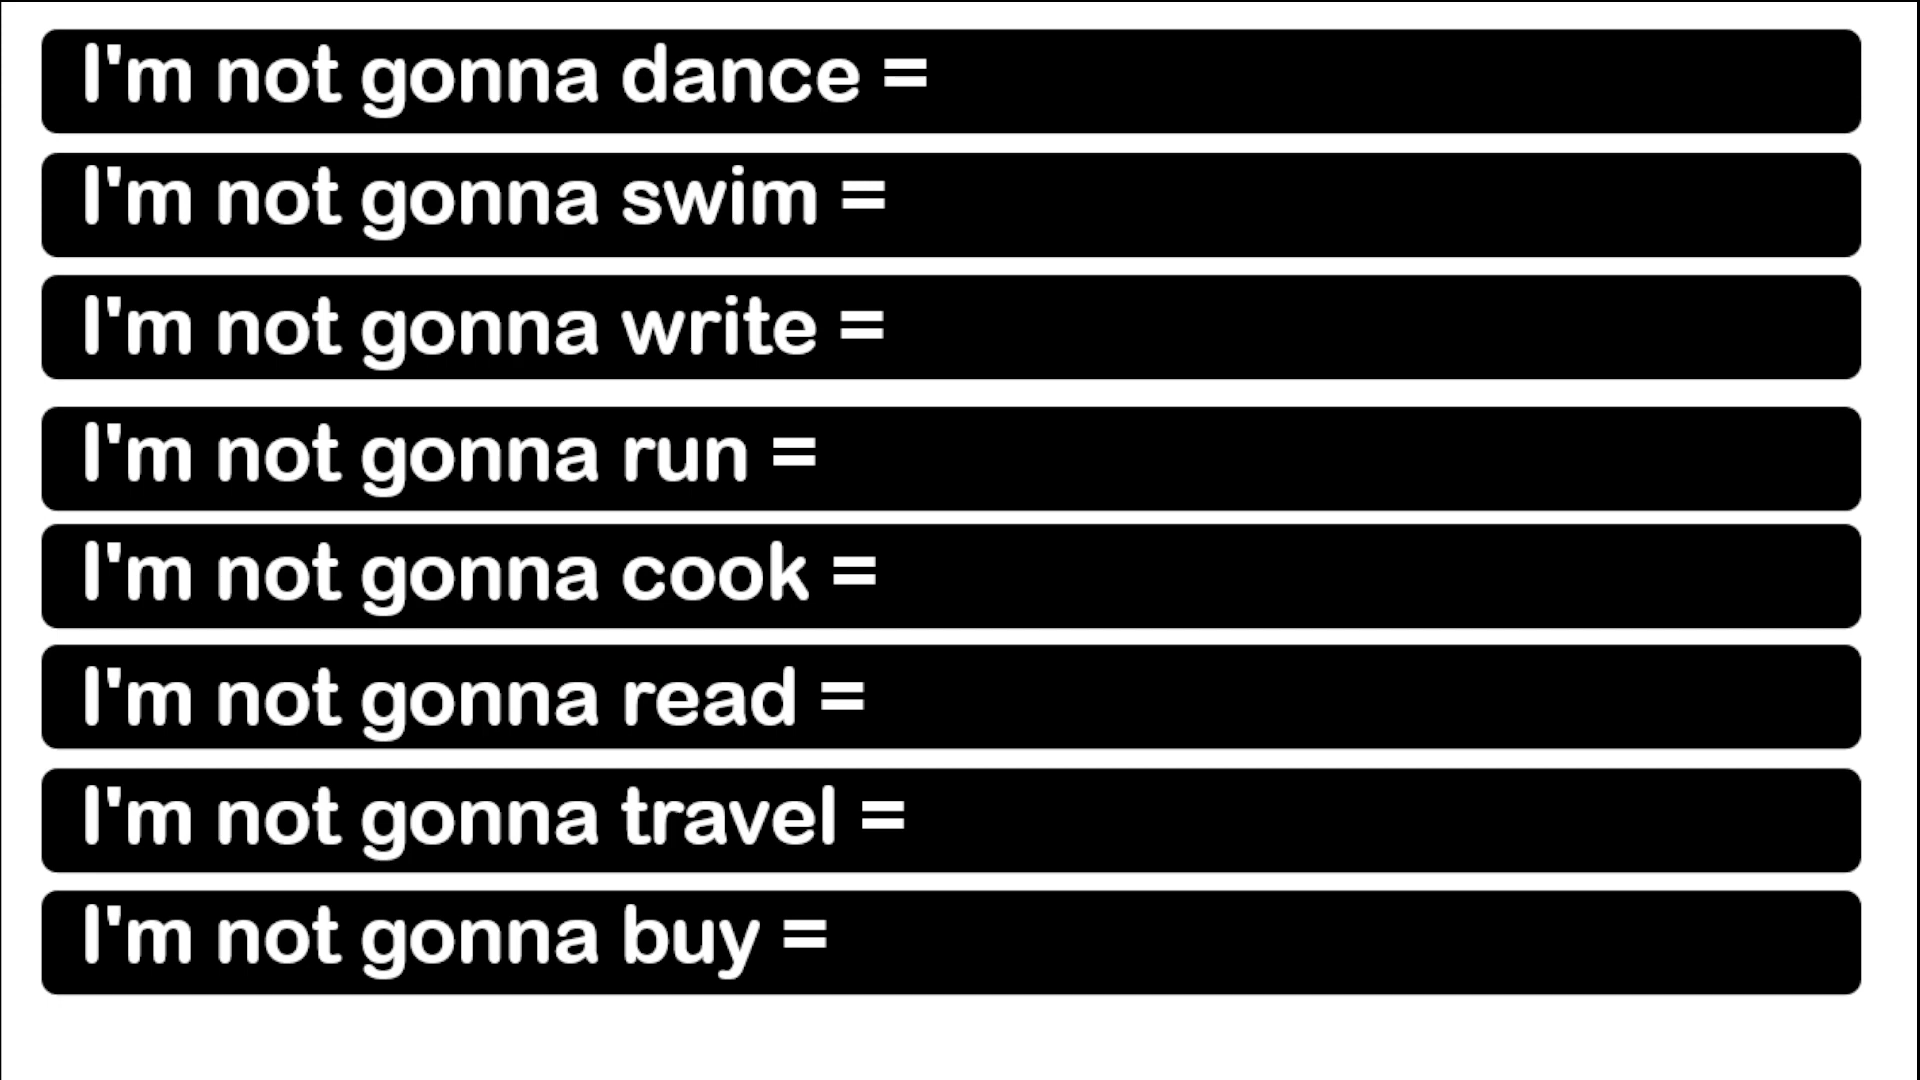 I'm not gonna dance =
I'm not gonna swim =
I'm not gonna write =
I'm not gonna run =
I'm not gonna cook =
I'm not gonna read =
I'm not gonna travel =
I'm not gonna buy =